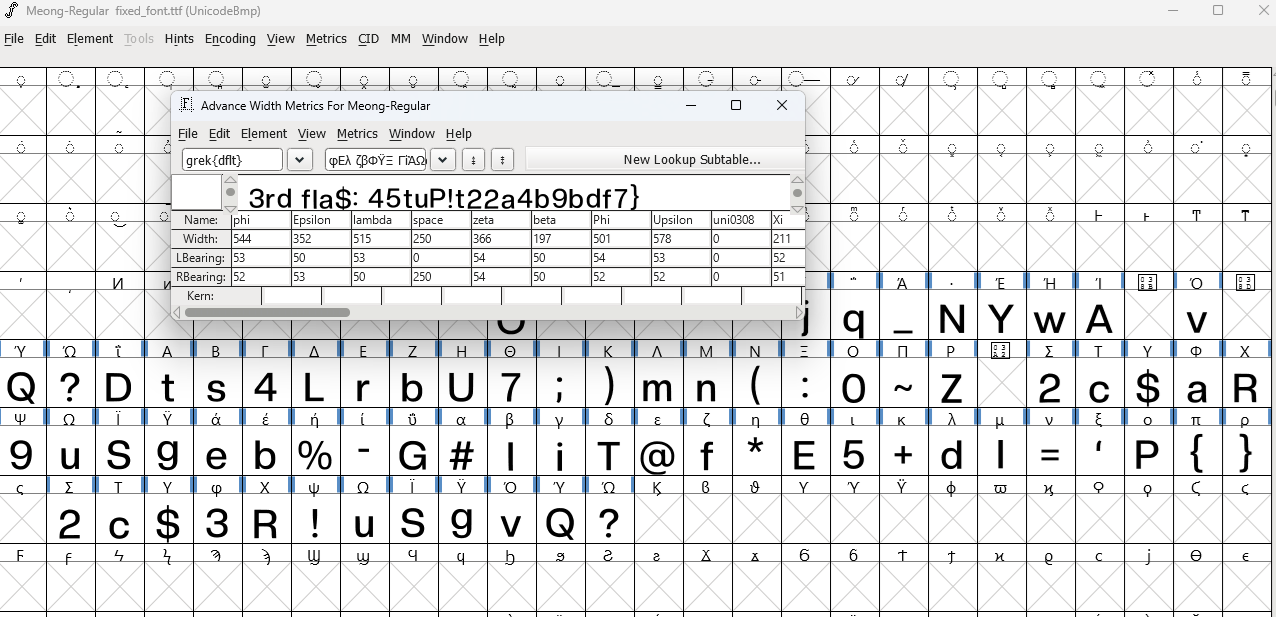 Meong-Regular fixed_font.ttf (UnicodeBmp)
File Edit Element Tools Hints Encoding View Metrics CID MM Window Help
Advance Width Metrics For Meong-Regular
File Edit Element View Metrics Window Help
grek{dflt} φΕλ ζβΦΫΞ ΓΪΆΩ New Lookup Subtable...
3rd fla$: 45tuP!t22a4b9bdf7}
Name: phi Epsilon lambda space zeta beta Phi Upsilon uni0308 Xi
Width: 544 352 515 250 366 197 501 578 0 211
LBearing: 53 50 53 0 54 50 54 53 0 52
RBearing: 52 53 50 250 54 50 52 52 0 51
Kern:
Ά · Έ Ή Ί Ό
j q _ N Y w A v
Ύ Ώ ΐ Α Β Γ Δ Ε Ζ Η Θ Ι Κ Λ Μ Ν Ξ Ο Π Ρ Σ Τ Υ Φ Χ
Q ? D t s 4 L r b U 7 ; ) m n ( : 0 ~ Z 2 c $ a R
Ψ Ω Ϊ Ϋ ά έ ή ί ΰ α β γ δ ε ζ η θ ι κ λ μ ν ξ ο π ρ
9 u S g e b % - G # l i T @ f * E 5 + d I = ‘ P { }
ς Σ Τ Υ φ Χ ψ Ω Ϊ Ϋ Ό Ύ Ώ Ϗ ϐ ϑ ϒ ϓ ϔ ϕ ϖ ϗ Ϙ ϙ Ϛ ϛ
2 c $ 3 R ! u S g v Q ?
Ϝ ϝ Ϟ ϟ Ϡ ϡ Ϣ ϣ Ϥ ϥ Ϧ ϧ Ϩ ϩ Ϫ ϫ Ϭ ϭ Ϯ ϯ ϰ ϱ ϲ ϳ ϴ ϵ